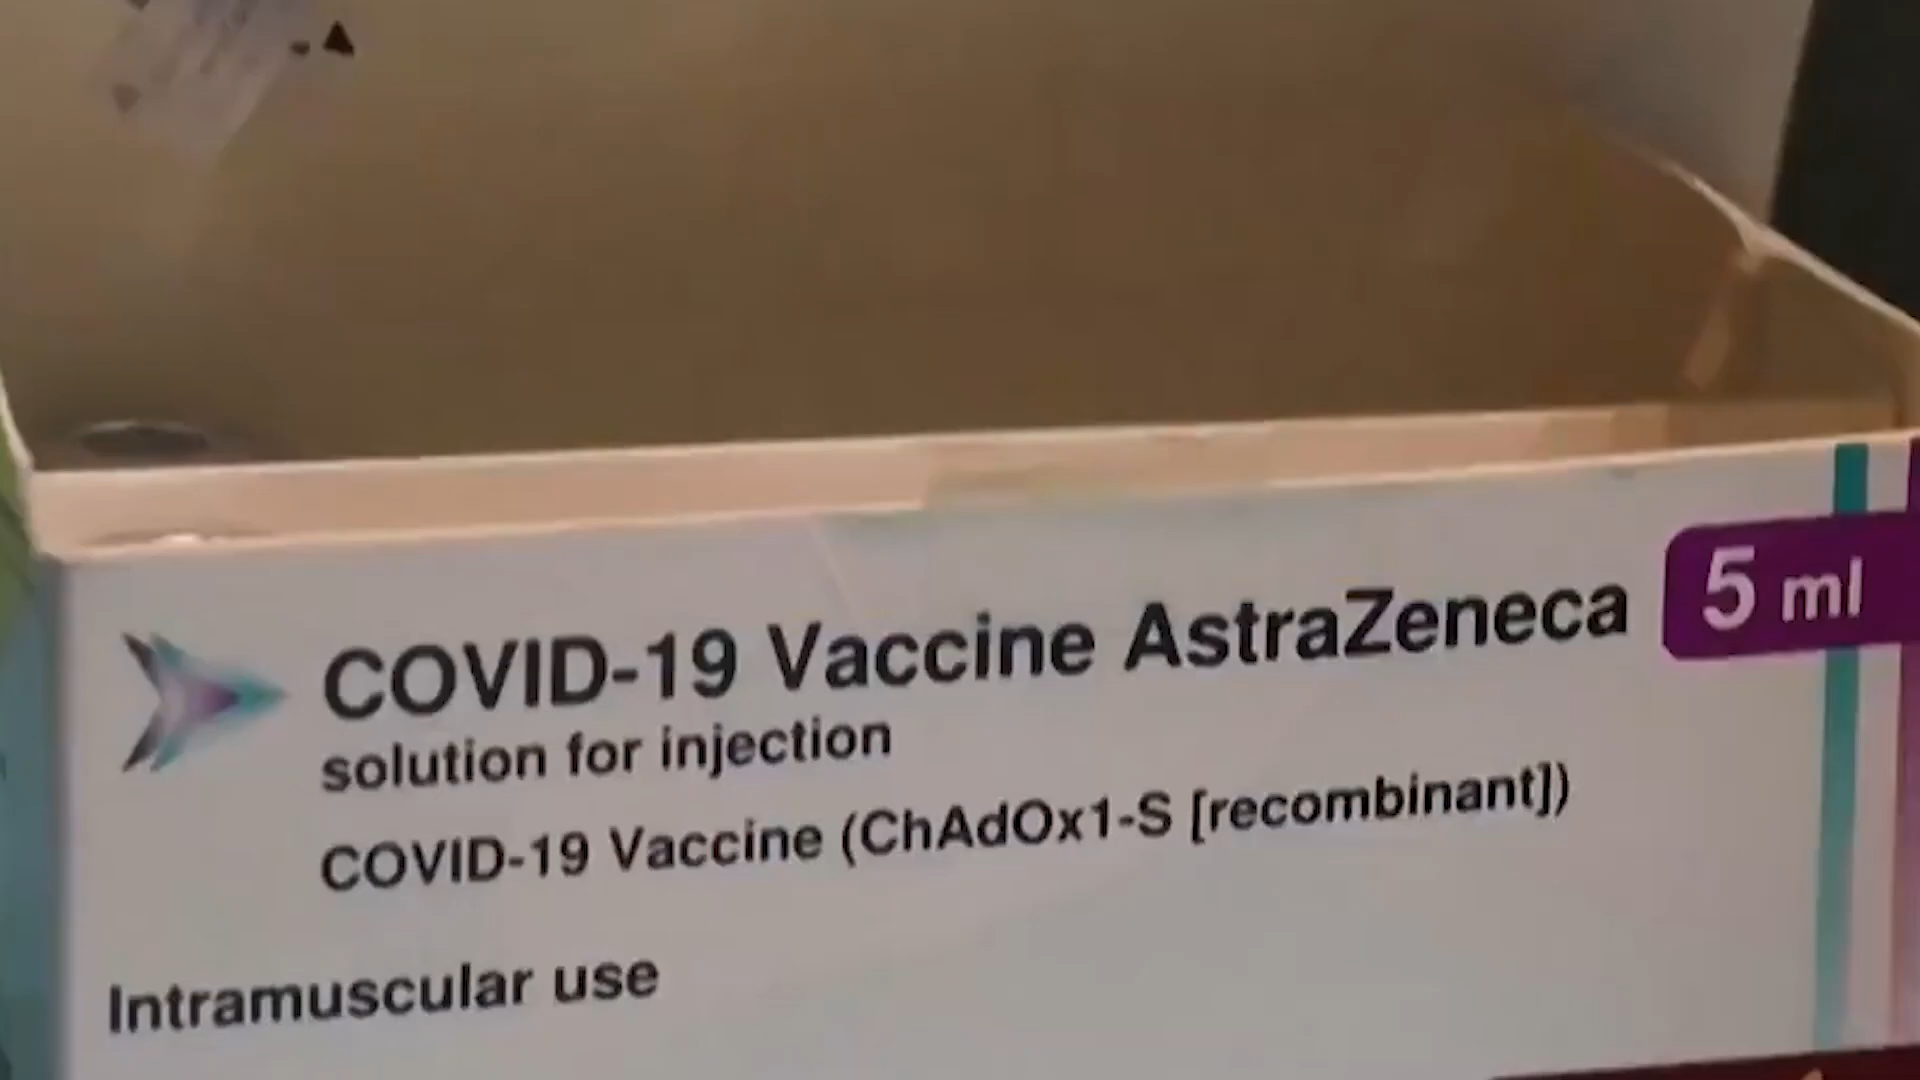 COVID-19 Vaccine AstraZeneca
5 ml
solution for injection
COVID-19 Vaccine (ChAdOx1-S [recombinant])
Intramuscular use